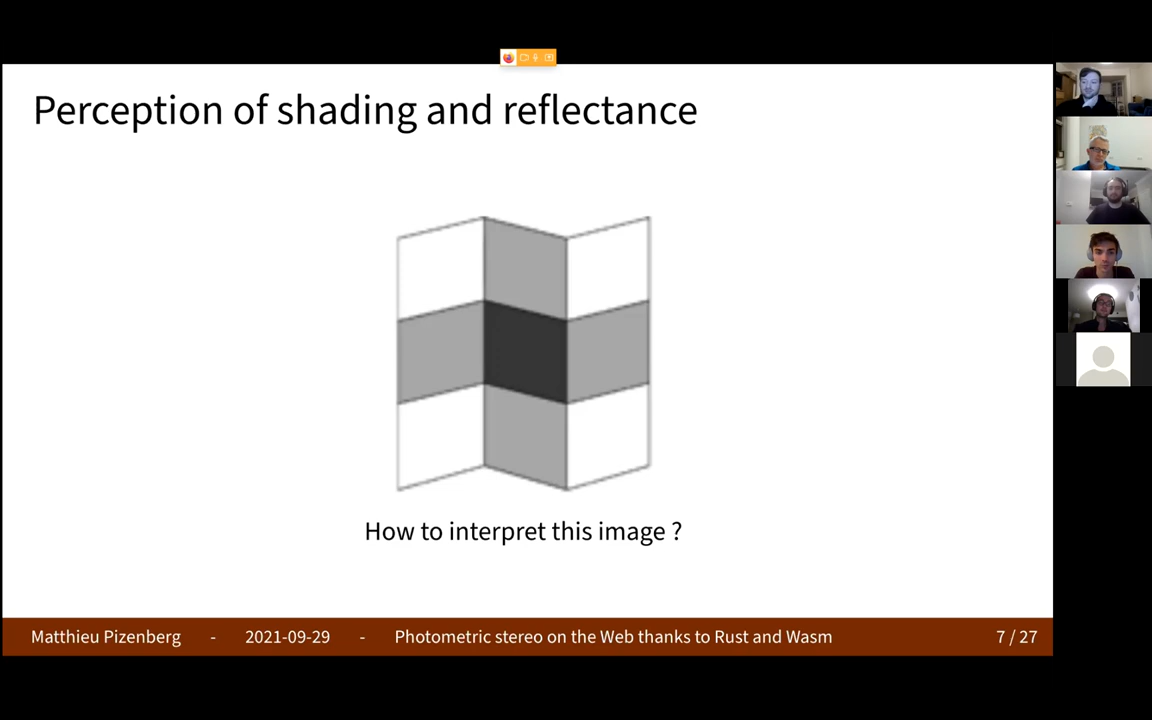 Perception of shading and reflectance
How to interpret this image ?
Matthieu Pizenberg - 2021-09-29 - Photometric stereo on the Web thanks to Rust and Wasm 7 / 27